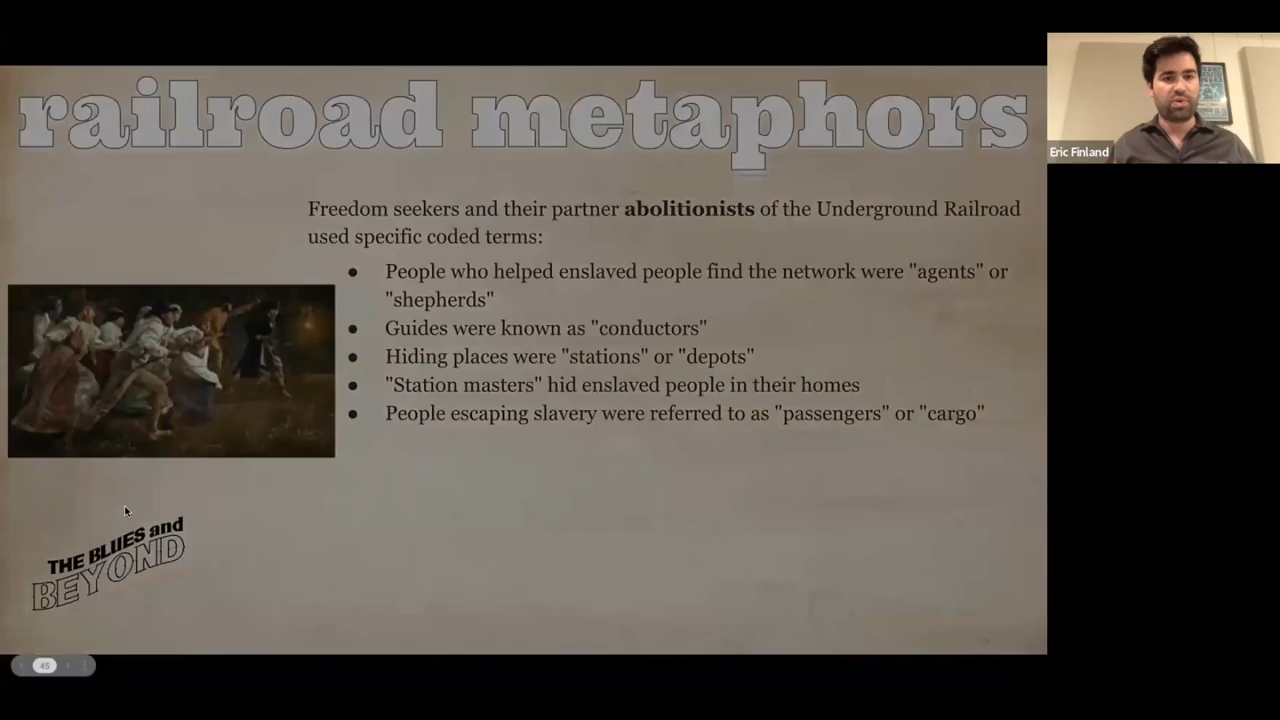 railroad metaphors
Freedom seekers and their partner abolitionists of the Underground Railroad
used specific coded terms:
● People who helped enslaved people find the network were "agents" or
"shepherds"
● Guides were known as "conductors"
● Hiding places were "stations" or "depots"
● "Station masters" hid enslaved people in their homes
● People escaping slavery were referred to as "passengers" or "cargo"
THE BLUES and
BEYOND
45
Eric Finland